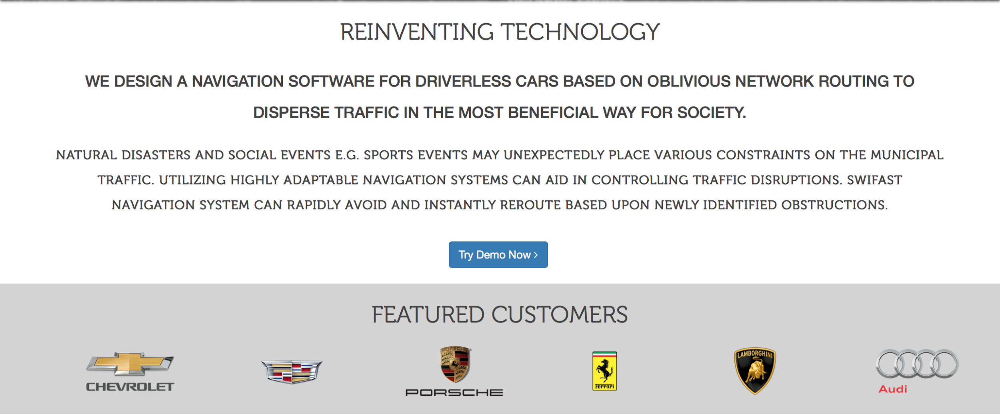 REINVENTING TECHNOLOGY
WE DESIGN A NAVIGATION SOFTWARE FOR DRIVERLESS CARS BASED ON OBLIVIOUS NETWORK ROUTING TO
DISPERSE TRAFFIC IN THE MOST BENEFICIAL WAY FOR SOCIETY.
NATURAL DISASTERS AND SOCIAL EVENTS E.G. SPORTS EVENTS MAY UNEXPECTEDLY PLACE VARIOUS CONSTRAINTS ON THE MUNICIPAL
TRAFFIC. UTILIZING HIGHLY ADAPTABLE NAVIGATION SYSTEMS CAN AID IN CONTROLLING TRAFFIC DISRUPTIONS. SWIFAST
NAVIGATION SYSTEM CAN RAPIDLY AVOID AND INSTANTLY REROUTE BASED UPON NEWLY IDENTIFIED OBSTRUCTIONS.
Try Demo Now >
FEATURED CUSTOMERS
CHEVROLET
PORSCHE
PORSCHE
Ferrari
LAMBORGHINI
Audi